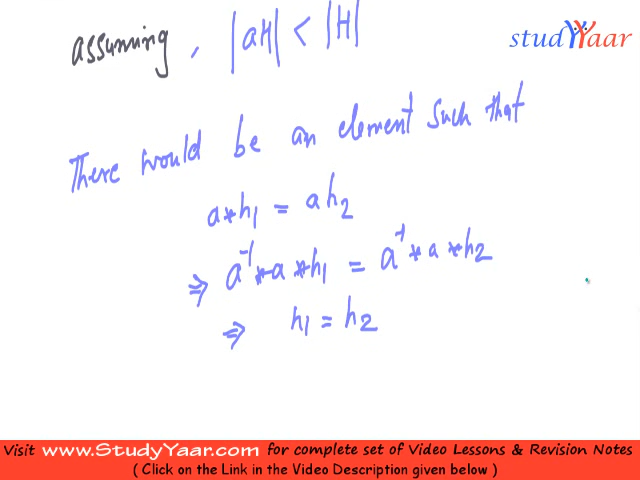 studYYaar
.com
assuming, |aH| < |H|
There would be an element such that
a*h₁ = ah₂
⇒ a⁻¹*a*h₁ = a⁻¹*a*h₂
⇒ h₁ = h₂
Visit www.StudyYaar.com for complete set of Video Lessons & Revision Notes
( Click on the Link in the Video Description given below )